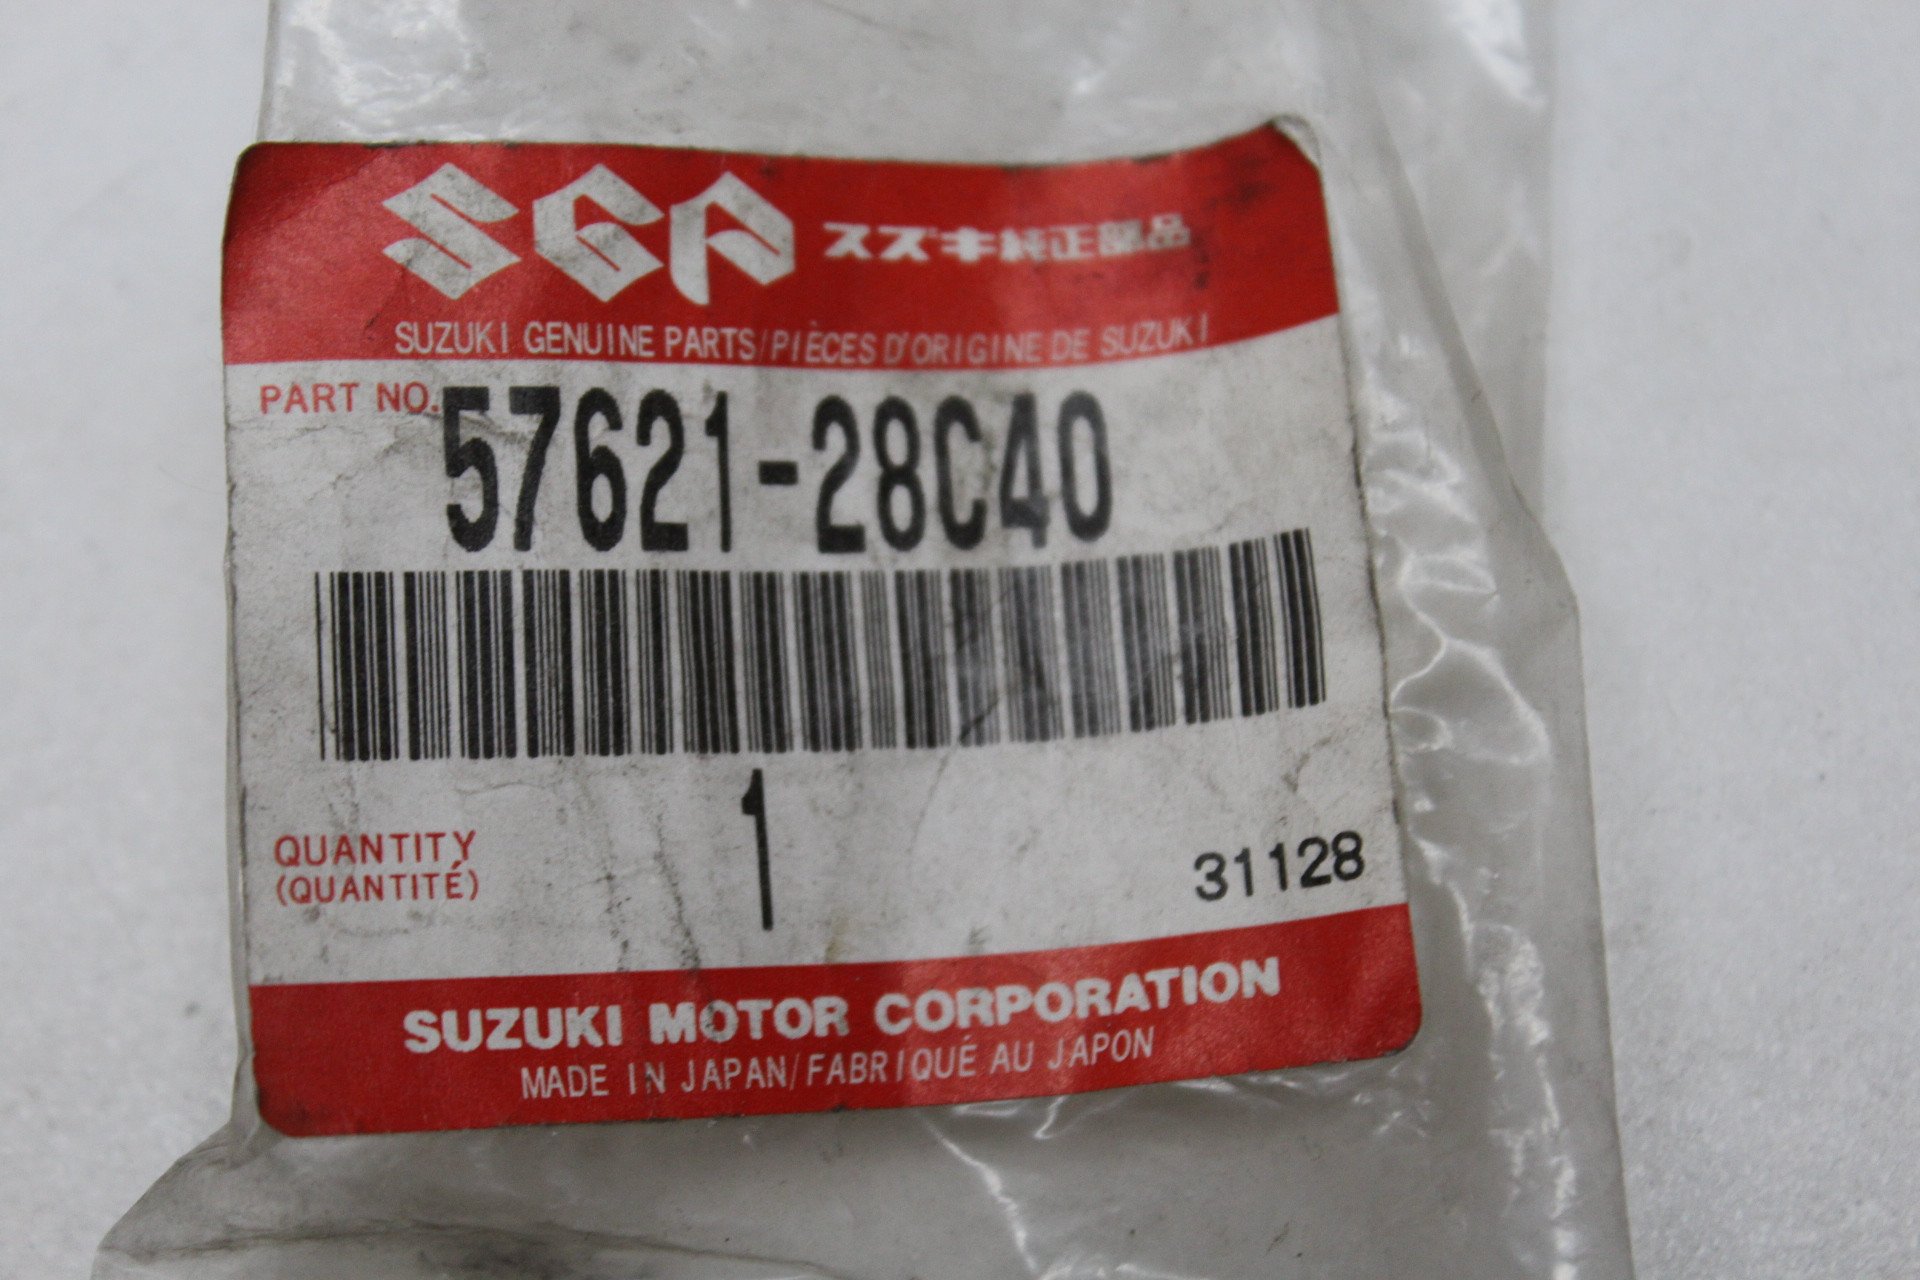 SGP スズキ純正部品
SUZUKI GENUINE PARTS/PIÈCES D'ORIGINE DE SUZUKI
PART NO. 57621-28C40
1
QUANTITY
(QUANTITÉ)
31128
SUZUKI MOTOR CORPORATION
MADE IN JAPAN/FABRIQUÉ AU JAPON